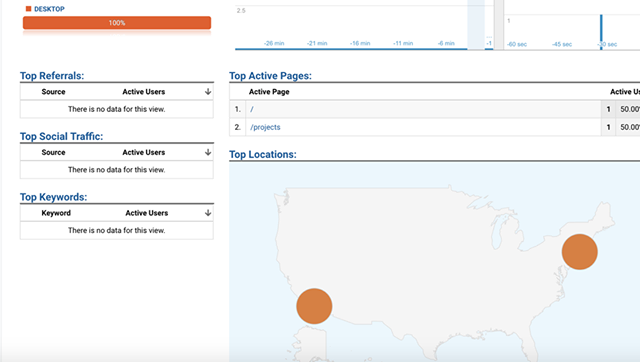 DESKTOP
100%
2.5
-26 min -21 min -16 min -11 min -6 min -1
1
-60 sec -45 sec -30 sec
Top Referrals:
Source Active Users
There is no data for this view.
Top Social Traffic:
Source Active Users
There is no data for this view.
Top Keywords:
Keyword Active Users
There is no data for this view.
Top Active Pages:
Active Page Active Us
1. / 1 50.00%
2. /projects 1 50.00%
Top Locations: